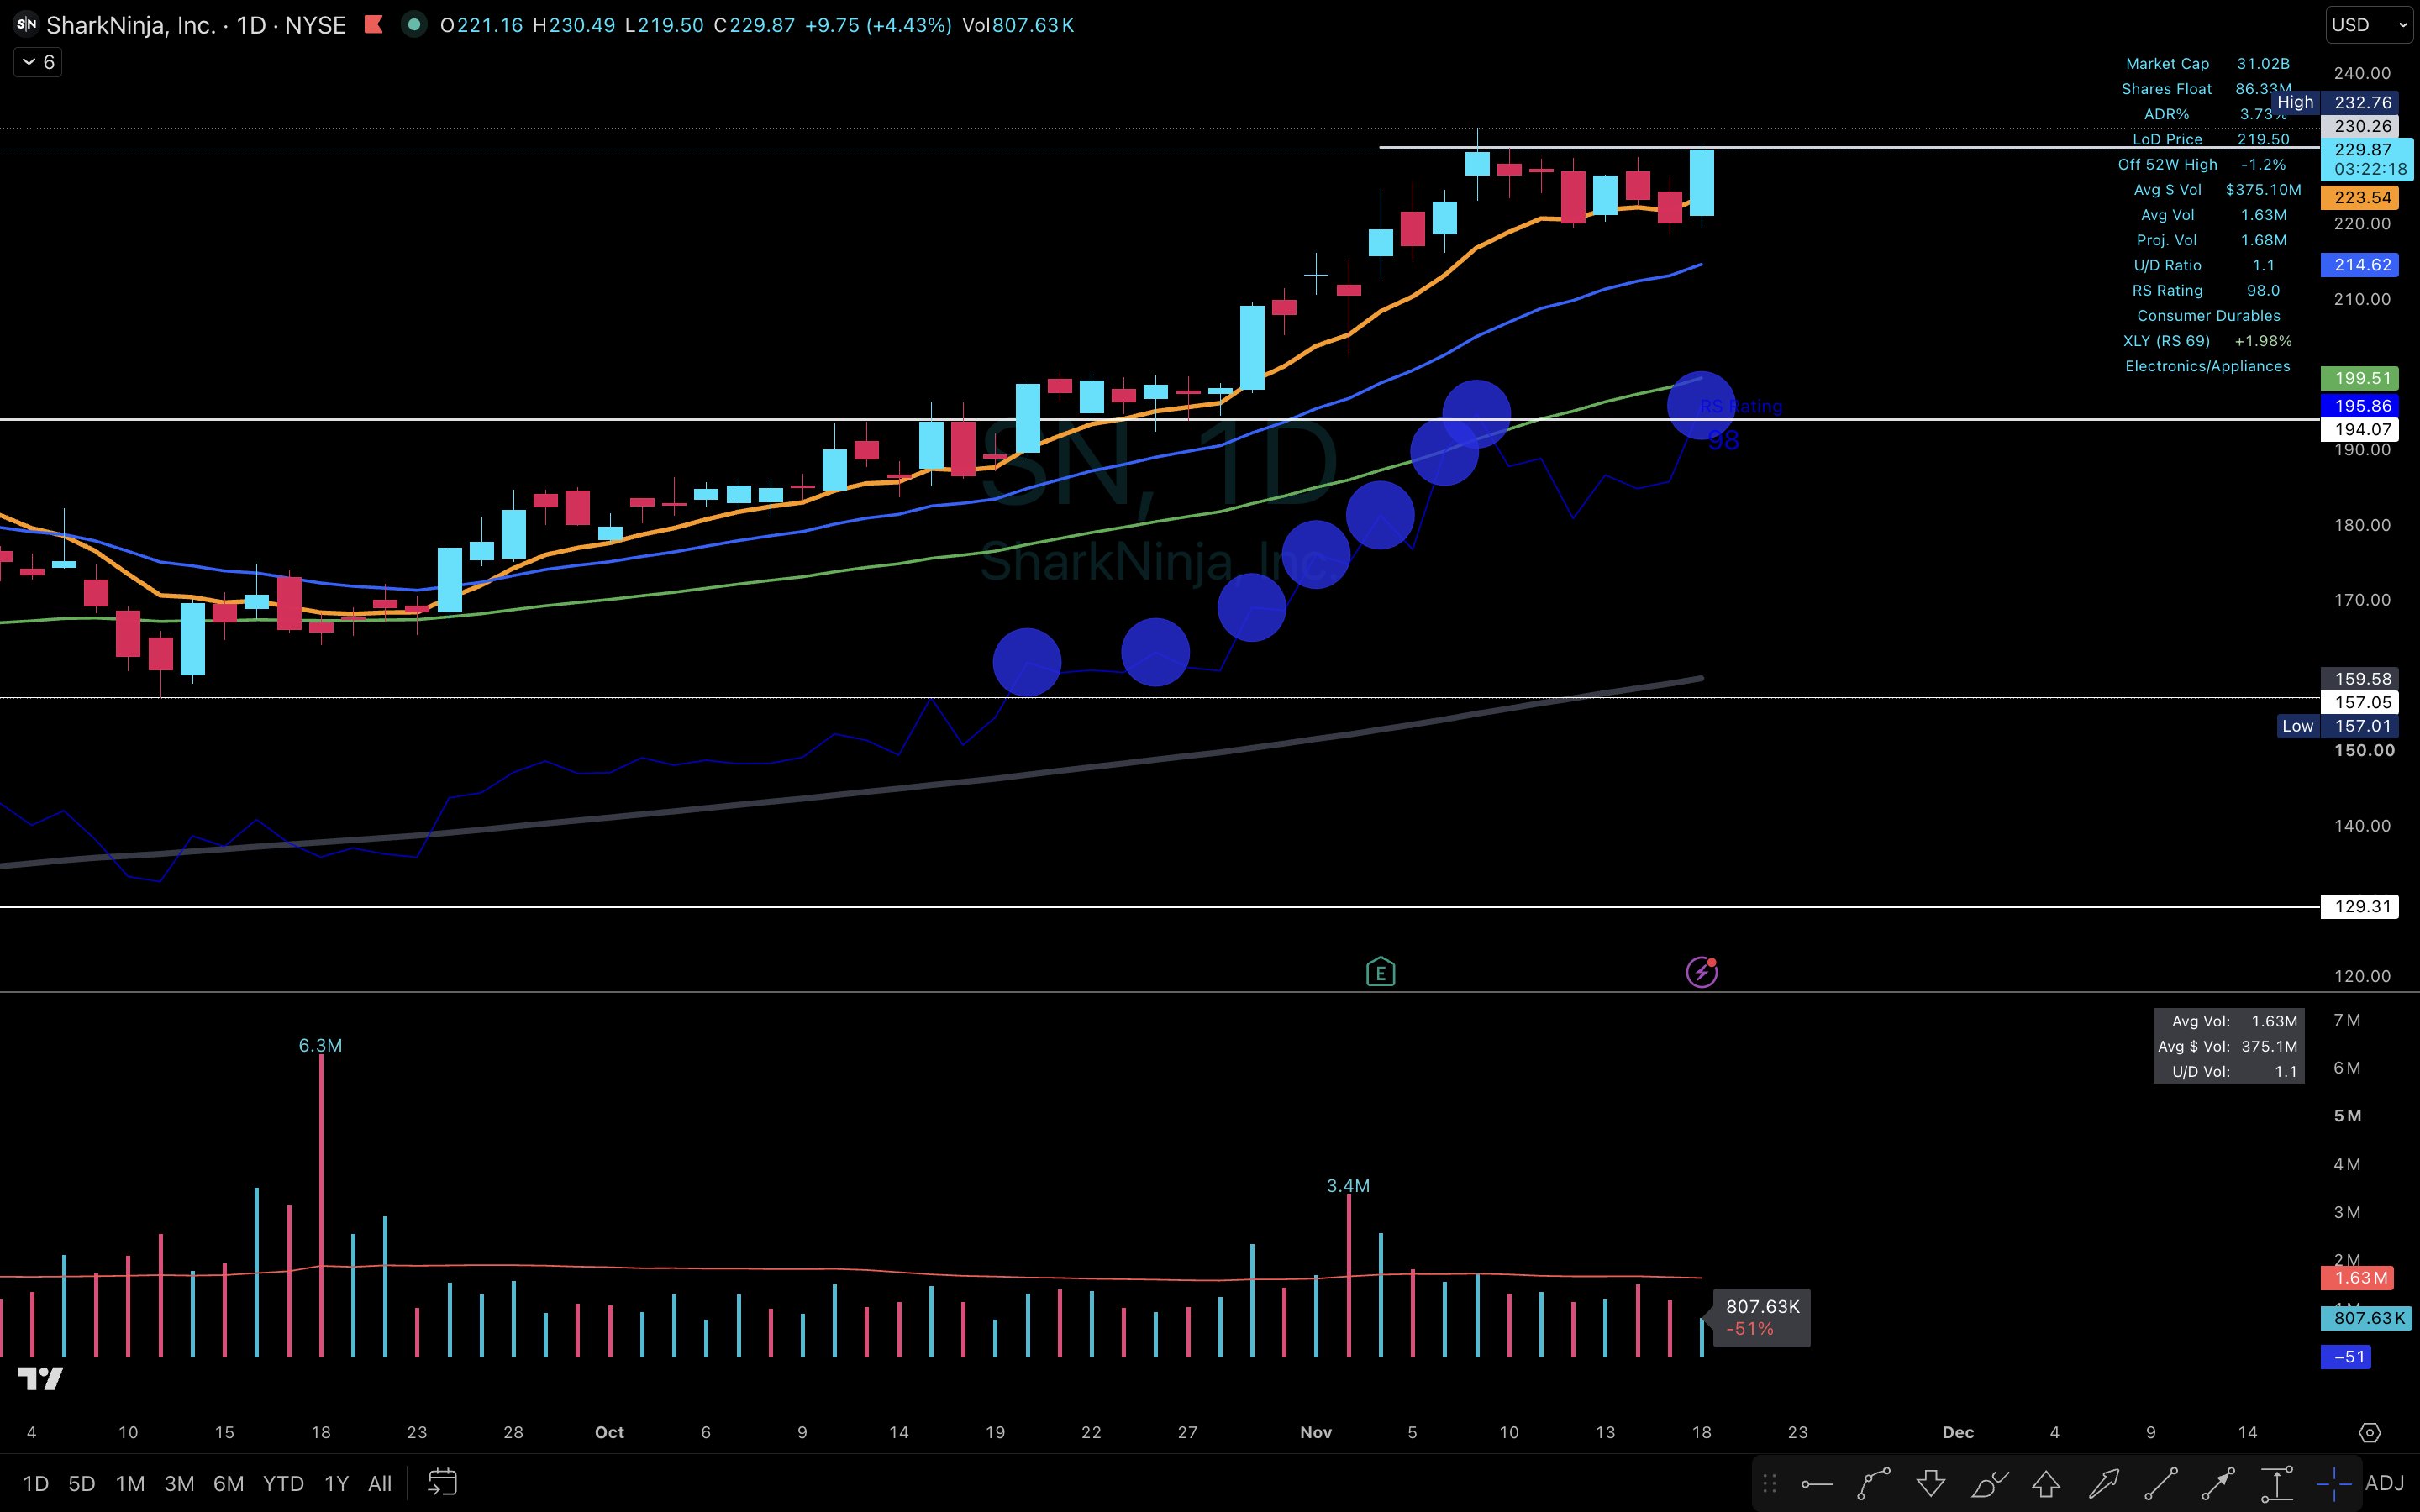 S|N SharkNinja, Inc. · 1D · NYSE O221.16 H230.49 L219.50 C229.87 +9.75 (+4.43%) Vol807.63K
USD
6
Market Cap 31.02B
Shares Float 86.33M
ADR% 3.73%
LoD Price 219.50
Off 52W High -1.2%
Avg $ Vol $375.10M
Avg Vol 1.63M
Proj. Vol 1.68M
U/D Ratio 1.1
RS Rating 98.0
Consumer Durables
XLY (RS 69) +1.98%
Electronics/Appliances
240.00
High 232.76
230.26
229.87
03:22:18
223.54
220.00
214.62
210.00
199.51
195.86
194.07
190.00
180.00
170.00
159.58
157.05
Low 157.01
150.00
140.00
129.31
120.00
RS Rating
98
SN, 1D
SharkNinja, Inc.
E
6.3M
3.4M
Avg Vol: 1.63M
Avg $ Vol: 375.1M
U/D Vol: 1.1
7 M
6 M
5 M
4 M
3 M
2 M
1.63 M
807.63 K
−51
807.63K
-51%
4 10 15 18 23 28 Oct 6 9 14 19 22 27 Nov 5 10 13 18 23 Dec 4 9 14
1D 5D 1M 3M 6M YTD 1Y All
ADJ